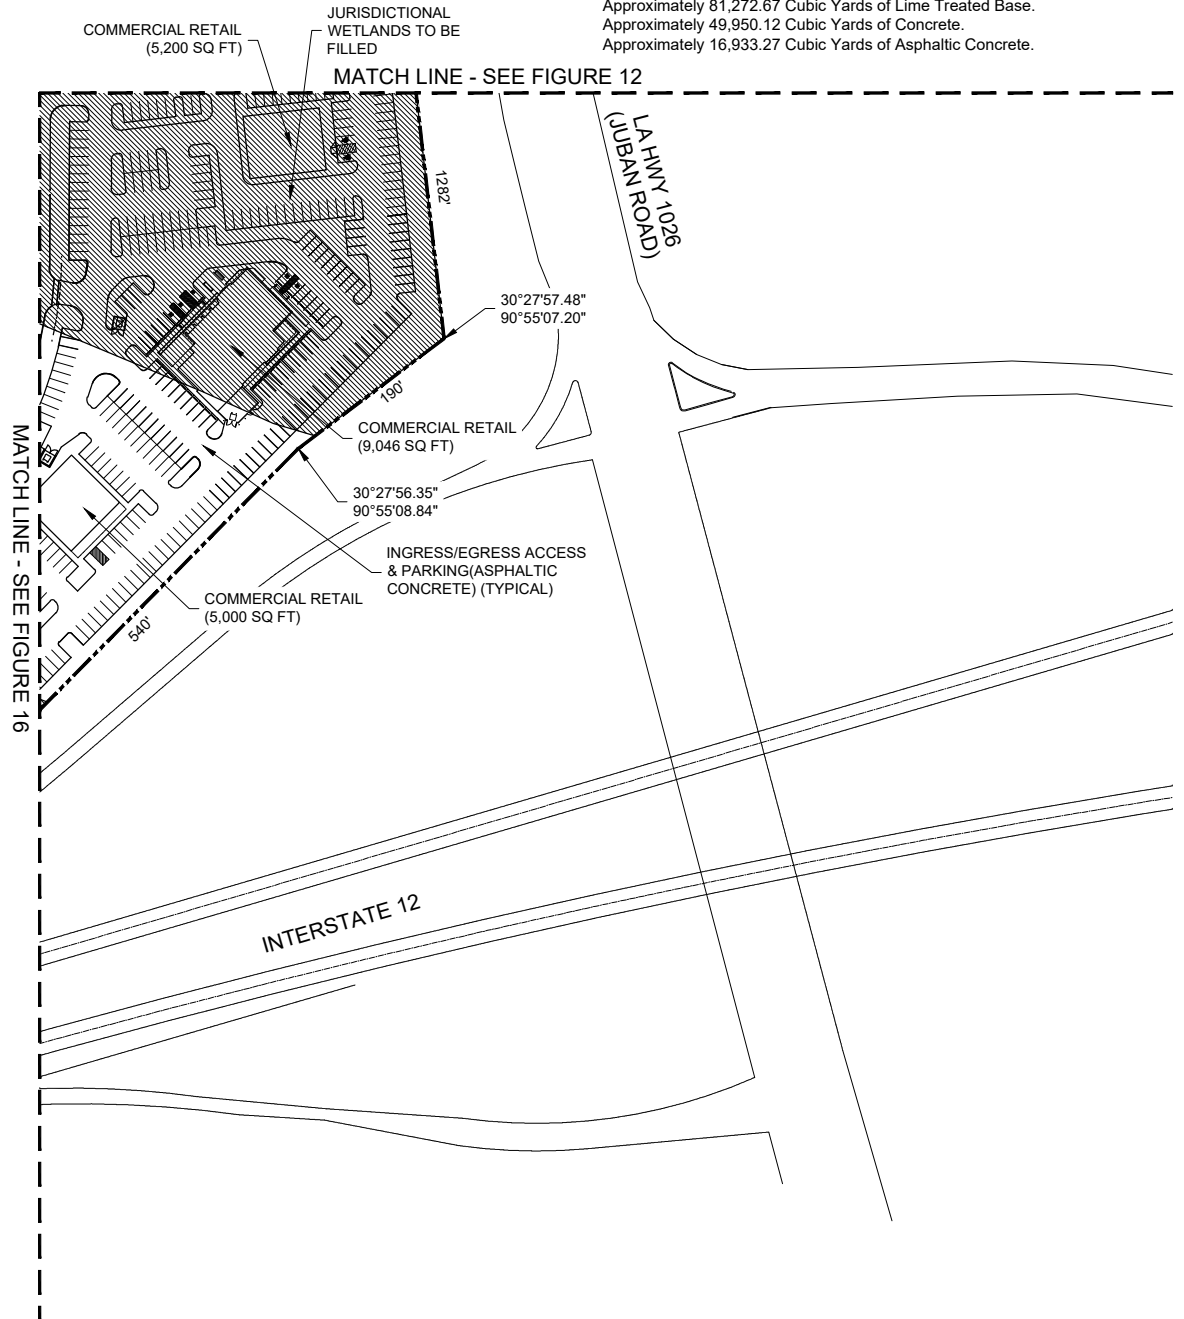 Approximately 81,272.67 Cubic Yards of Lime Treated Base.
Approximately 49,950.12 Cubic Yards of Concrete.
Approximately 16,933.27 Cubic Yards of Asphaltic Concrete.
COMMERCIAL RETAIL
(5,200 SQ FT)
JURISDICTIONAL
WETLANDS TO BE
FILLED
MATCH LINE - SEE FIGURE 12
LA HWY 1026
(JUBAN ROAD)
1282'
30°27'57.48"
90°55'07.20"
190'
COMMERCIAL RETAIL
(9,046 SQ FT)
30°27'56.35"
90°55'08.84"
INGRESS/EGRESS ACCESS
& PARKING(ASPHALTIC
CONCRETE) (TYPICAL)
COMMERCIAL RETAIL
(5,000 SQ FT)
540'
MATCH LINE - SEE FIGURE 16
INTERSTATE 12